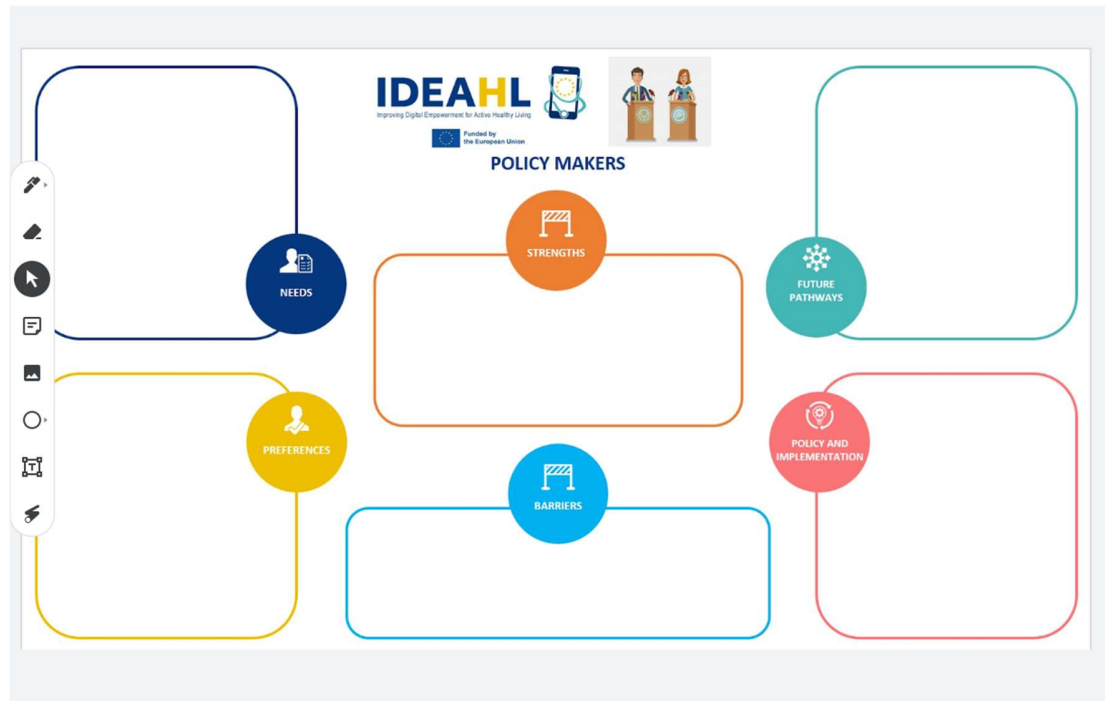 IDEAHL
Improving Digital Empowerment for Active Healthy Living
Funded by
the European Union
POLICY MAKERS
STRENGTHS
NEEDS
FUTURE
PATHWAYS
PREFERENCES
POLICY AND
IMPLEMENTATION
BARRIERS
T